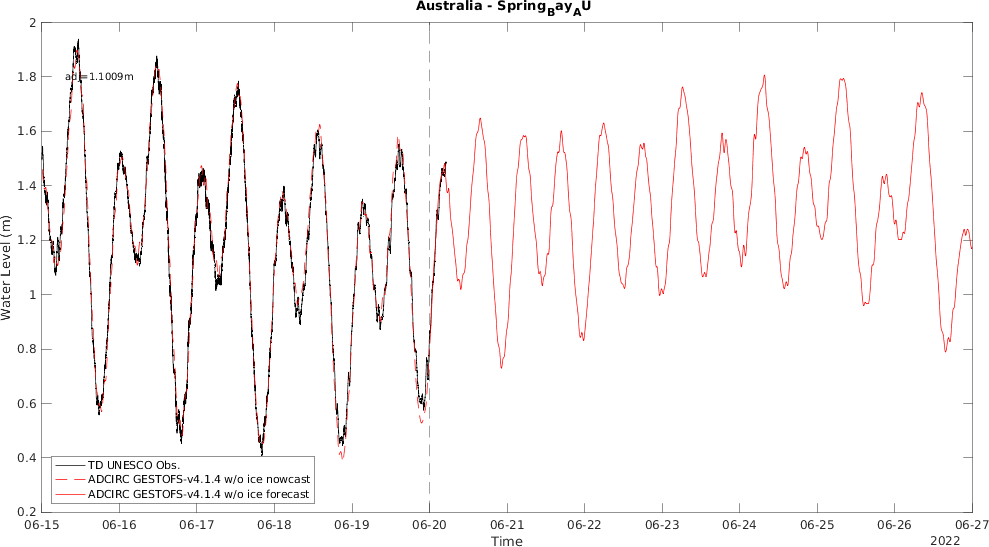 Australia - SpringBayAU
adj=1.1009m
Water Level (m)
2
1.8
1.6
1.4
1.2
1
0.8
0.6
0.4
0.2
TD UNESCO Obs.
ADCIRC GESTOFS-v4.1.4 w/o ice nowcast
ADCIRC GESTOFS-v4.1.4 w/o ice forecast
06-15 06-16 06-17 06-18 06-19 06-20 06-21 06-22 06-23 06-24 06-25 06-26 06-27
Time
2022